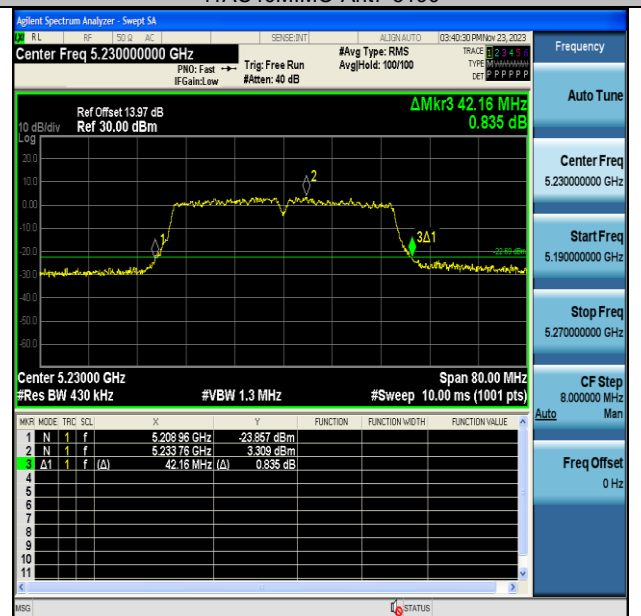 11AC40MIMO-Ant1-5190
Agilent Spectrum Analyzer - Swept SA
RL RF 50 Ω AC SENSE:INT ALIGN AUTO 03:40:30 PM Nov 23, 2023
Center Freq 5.230000000 GHz
PNO: Fast
IFGain:Low
Trig: Free Run
#Atten: 40 dB
#Avg Type: RMS
Avg|Hold: 100/100
TRACE 1 2 3 4 5 6
TYPE M
DET P P P P P P
Frequency
Auto Tune
Center Freq
5.230000000 GHz
Start Freq
5.190000000 GHz
Stop Freq
5.270000000 GHz
CF Step
8.000000 MHz
Auto Man
Freq Offset
0 Hz
ΔMkr3 42.16 MHz
0.835 dB
Ref Offset 13.97 dB
10 dB/div Ref 30.00 dBm
Log
20.0
10.0
0.00
-10.0
-20.0
-30.0
-40.0
-50.0
-60.0
1
2
3Δ1
-22.69 dBm
Center 5.23000 GHz Span 80.00 MHz
#Res BW 430 kHz #VBW 1.3 MHz #Sweep 10.00 ms (1001 pts)
MKR MODE TRC SCL X Y FUNCTION FUNCTION WIDTH FUNCTION VALUE
1 N 1 f 5.208 96 GHz -23.857 dBm
2 N 1 f 5.233 76 GHz 3.309 dBm
3 Δ1 1 f (Δ) 42.16 MHz (Δ) 0.835 dB
4
5
6
7
8
9
10
11
MSG STATUS